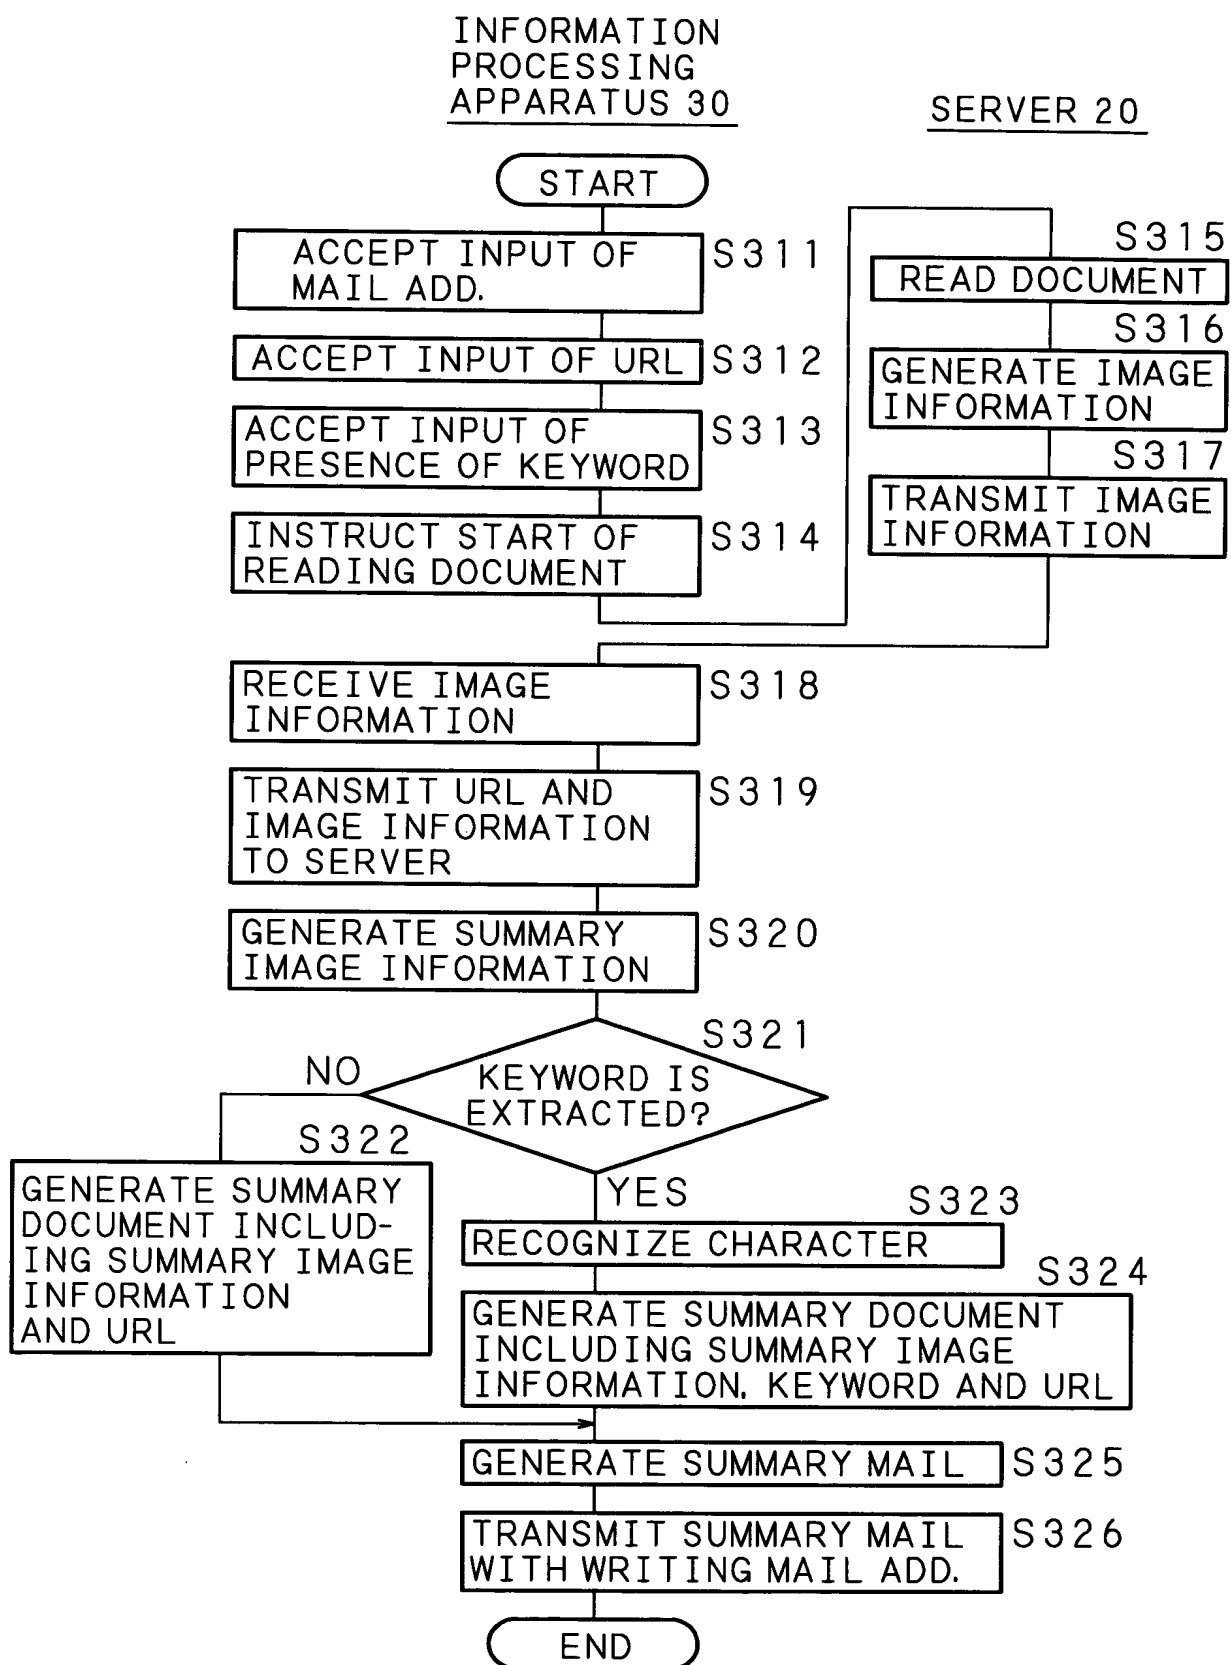 INFORMATION
PROCESSING
APPARATUS 30
SERVER 20
START
ACCEPT INPUT OF
MAIL ADD.
S311
ACCEPT INPUT OF URL
S312
ACCEPT INPUT OF
PRESENCE OF KEYWORD
S313
INSTRUCT START OF
READING DOCUMENT
S314
S315
READ DOCUMENT
S316
GENERATE IMAGE
INFORMATION
S317
TRANSMIT IMAGE
INFORMATION
RECEIVE IMAGE
INFORMATION
S318
TRANSMIT URL AND
IMAGE INFORMATION
TO SERVER
S319
GENERATE SUMMARY
IMAGE INFORMATION
S320
S321
KEYWORD IS
EXTRACTED?
NO
S322
GENERATE SUMMARY
DOCUMENT INCLUD-
ING SUMMARY IMAGE
INFORMATION
AND URL
YES
S323
RECOGNIZE CHARACTER
S324
GENERATE SUMMARY DOCUMENT
INCLUDING SUMMARY IMAGE
INFORMATION. KEYWORD AND URL
GENERATE SUMMARY MAIL
S325
TRANSMIT SUMMARY MAIL
WITH WRITING MAIL ADD.
S326
END